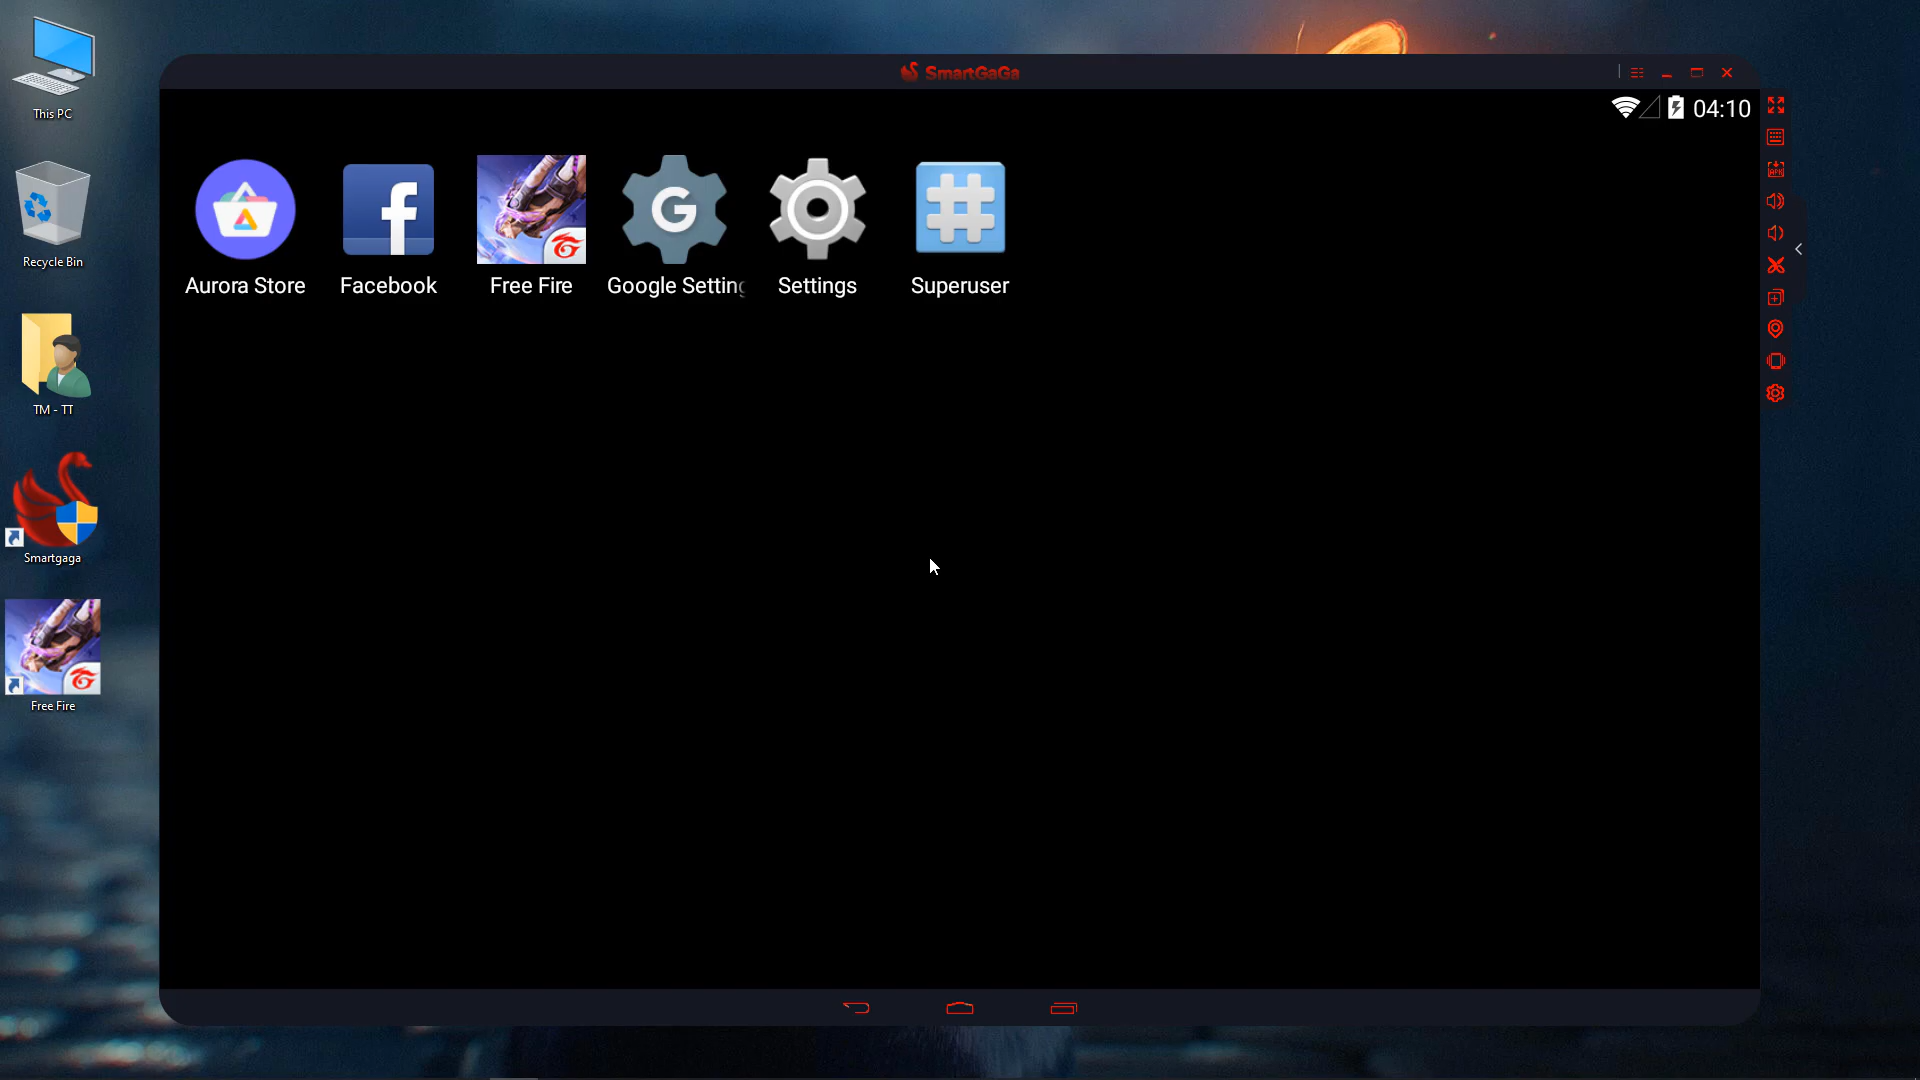 SmartGaGa
04:10
Aurora Store
Facebook
Free Fire
Google Setting
Settings
Superuser
This PC
Recycle Bin
TM - TT
Smartgaga
Free Fire